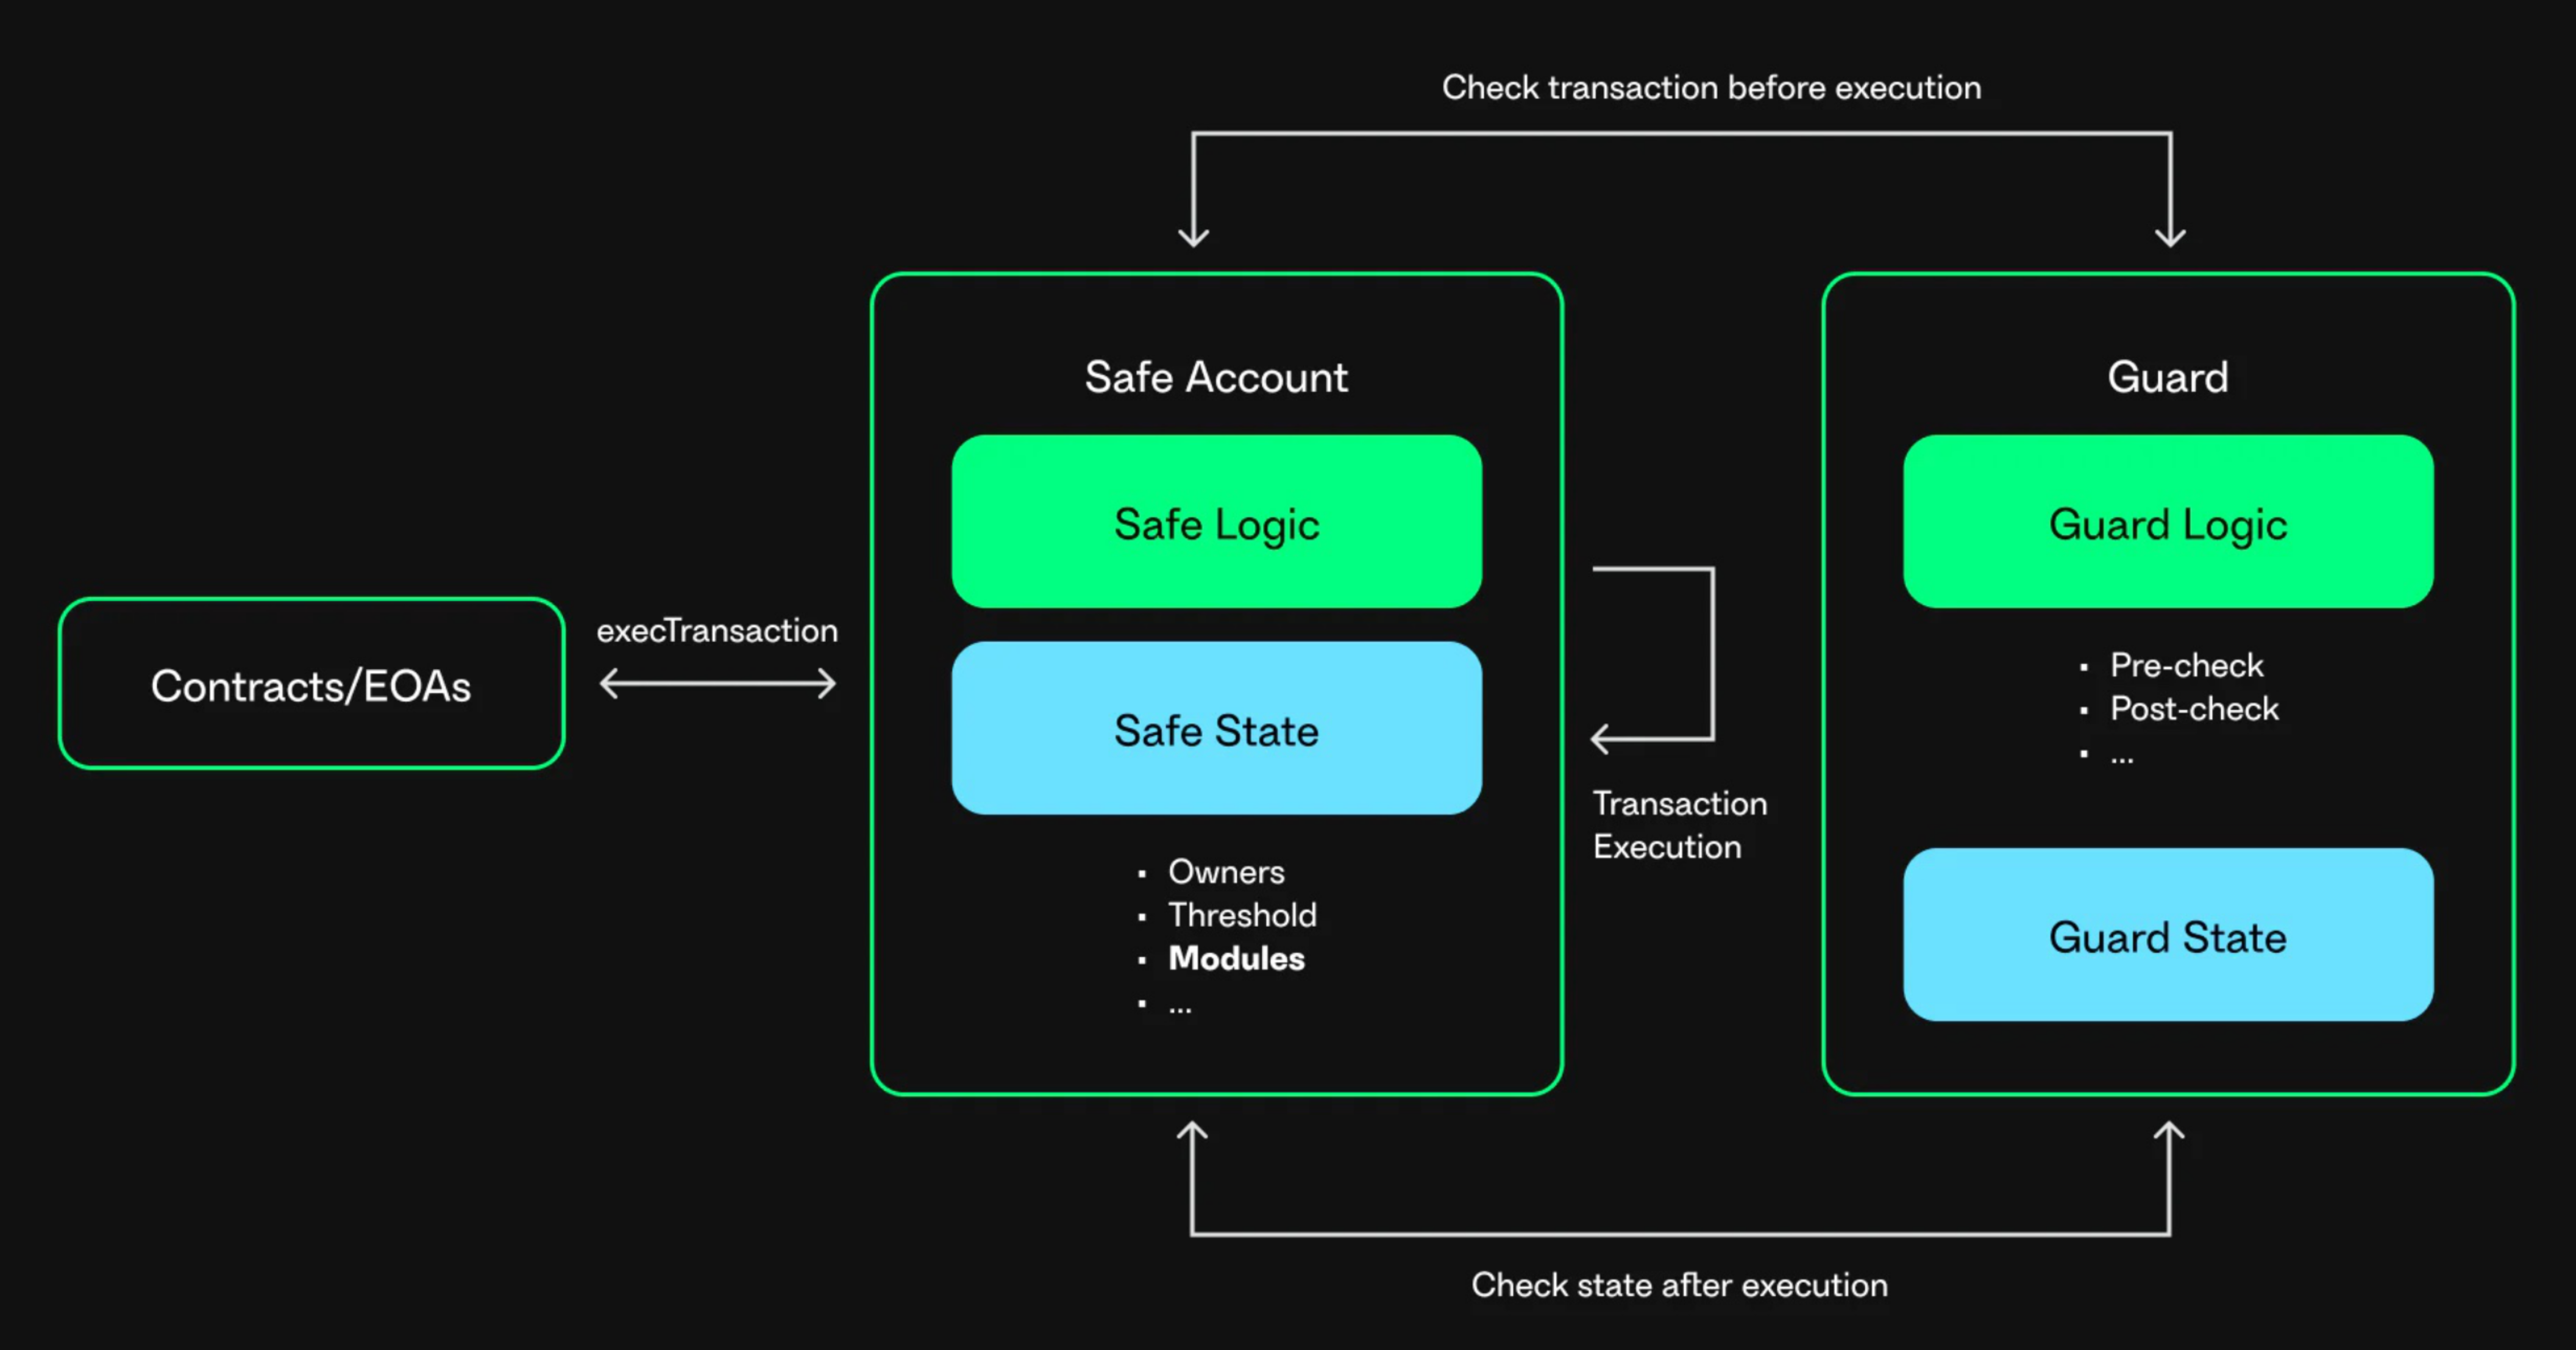 Check transaction before execution
Safe Account
Guard
Safe Logic
Guard Logic
execTransaction
Contracts/EOAs
Safe State
· Pre-check
· Post-check
· ...
Transaction
Execution
· Owners
· Threshold
· Modules
· ...
Guard State
Check state after execution